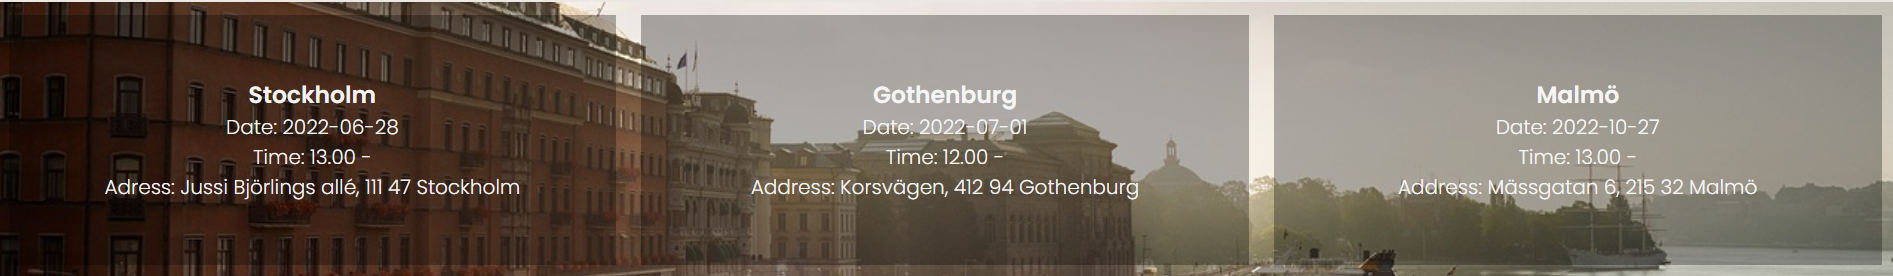 Stockholm
Date: 2022-06-28
Time: 13.00 -
Adress: Jussi Björlings allé, 111 47 Stockholm
Gothenburg
Date: 2022-07-01
Time: 12.00 -
Address: Korsvägen, 412 94 Gothenburg
Malmö
Date: 2022-10-27
Time: 13.00 -
Address: Mässgatan 6, 215 32 Malmö